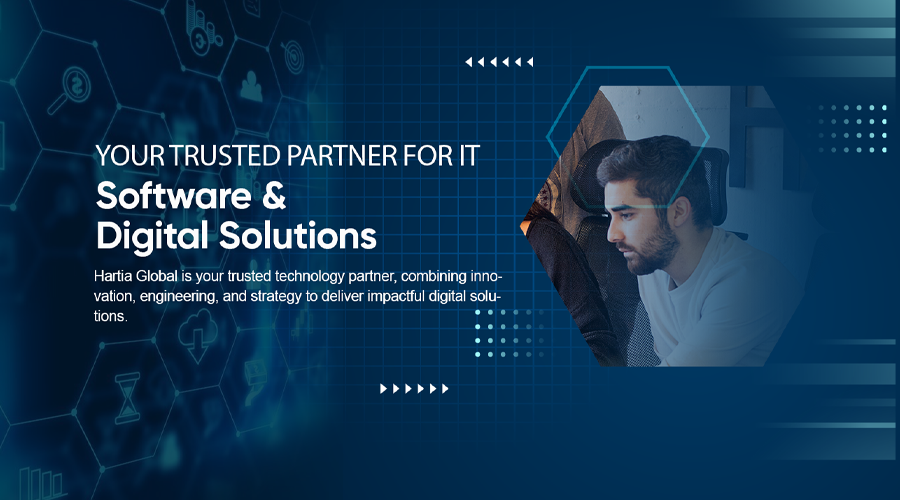 YOUR TRUSTED PARTNER FOR IT
Software &
Digital Solutions
Hartia Global is your trusted technology partner, combining inno-
vation, engineering, and strategy to deliver impactful digital solu-
tions.